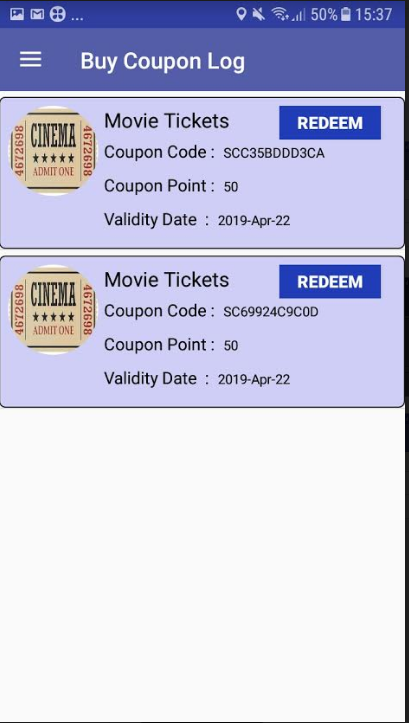 ... 50% 15:37
Buy Coupon Log
4672698 CINEMA 4672698
★★★★★
ADMIT ONE
Movie Tickets REDEEM
Coupon Code : SCC35BDDD3CA
Coupon Point : 50
Validity Date : 2019-Apr-22
4672698 CINEMA 4672698
★★★★★
ADMIT ONE
Movie Tickets REDEEM
Coupon Code : SC69924C9C0D
Coupon Point : 50
Validity Date : 2019-Apr-22